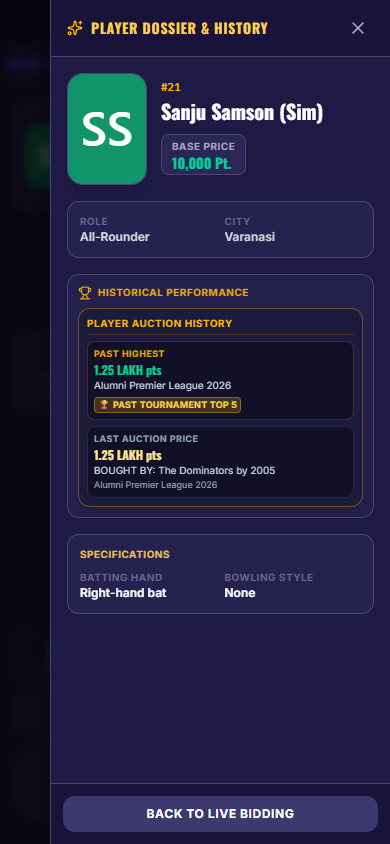 PLAYER DOSSIER & HISTORY
SS
#21
Sanju Samson (Sim)
BASE PRICE
10,000 Pt.
ROLE
CITY
All-Rounder
Varanasi
HISTORICAL PERFORMANCE
PLAYER AUCTION HISTORY
PAST HIGHEST
1.25 LAKH pts
Alumni Premier League 2026
🏆 PAST TOURNAMENT TOP 5
LAST AUCTION PRICE
1.25 LAKH pts
BOUGHT BY: The Dominators by 2005
Alumni Premier League 2026
SPECIFICATIONS
BATTING HAND
BOWLING STYLE
Right-hand bat
None
BACK TO LIVE BIDDING